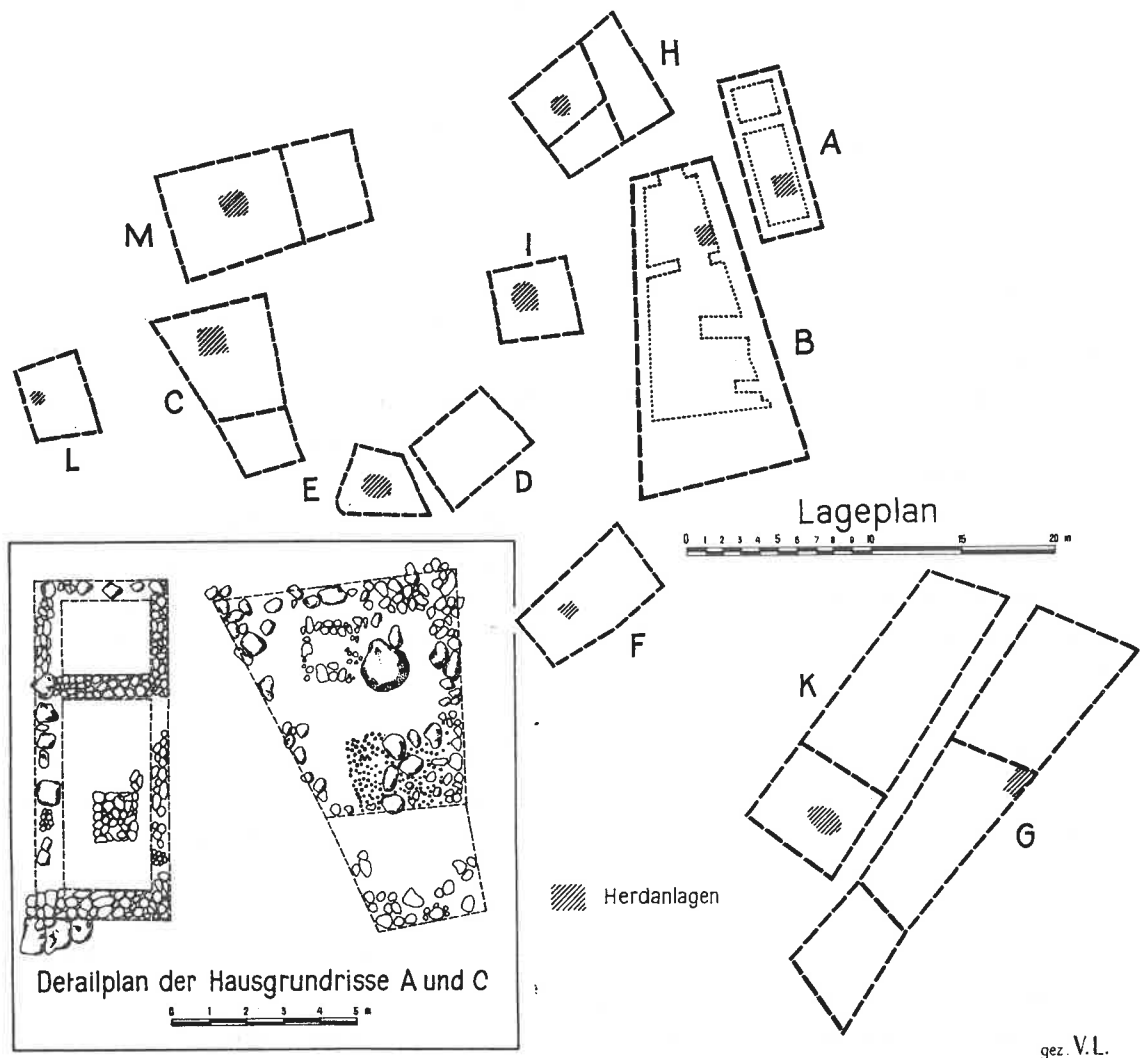 H
A
M
I
B
C
L
E
D
Lageplan
0 1 2 3 4 5 6 7 8 9 10 15 20 m
F
K
G
Herdanlagen
Detailplan der Hausgrundrisse A und C
0 1 2 3 4 5 m
gez. V.L.